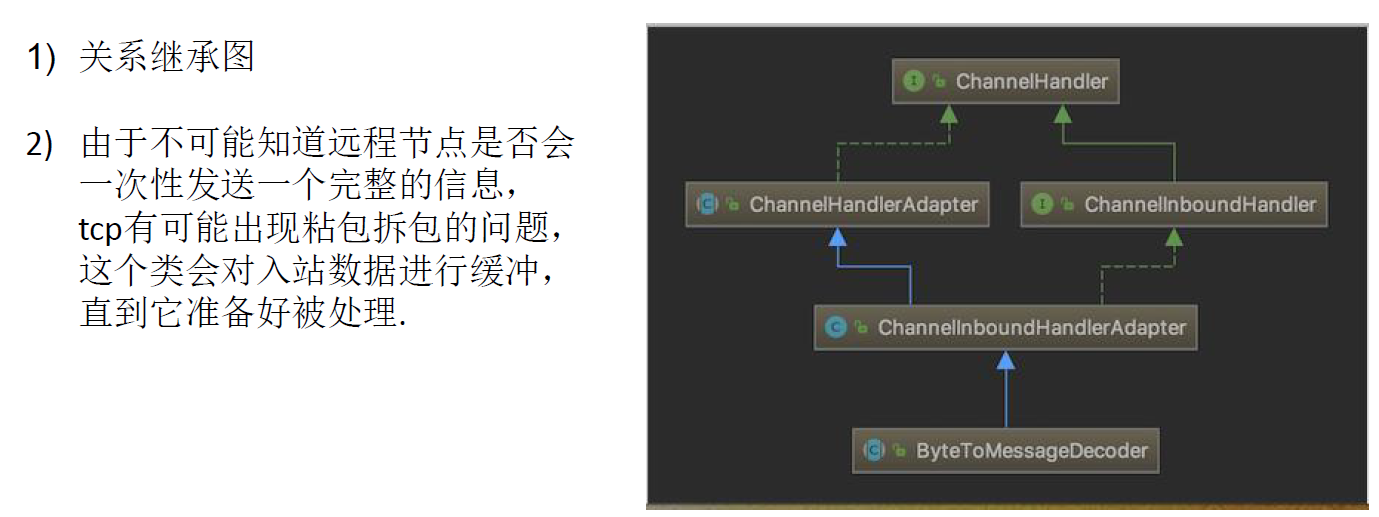 1) 关系继承图
2) 由于不可能知道远程节点是否会
一次性发送一个完整的信息，
tcp有可能出现粘包拆包的问题，
这个类会对入站数据进行缓冲，
直到它准备好被处理.
ChannelHandler
ChannelHandlerAdapter
ChannelInboundHandler
ChannelInboundHandlerAdapter
ByteToMessageDecoder